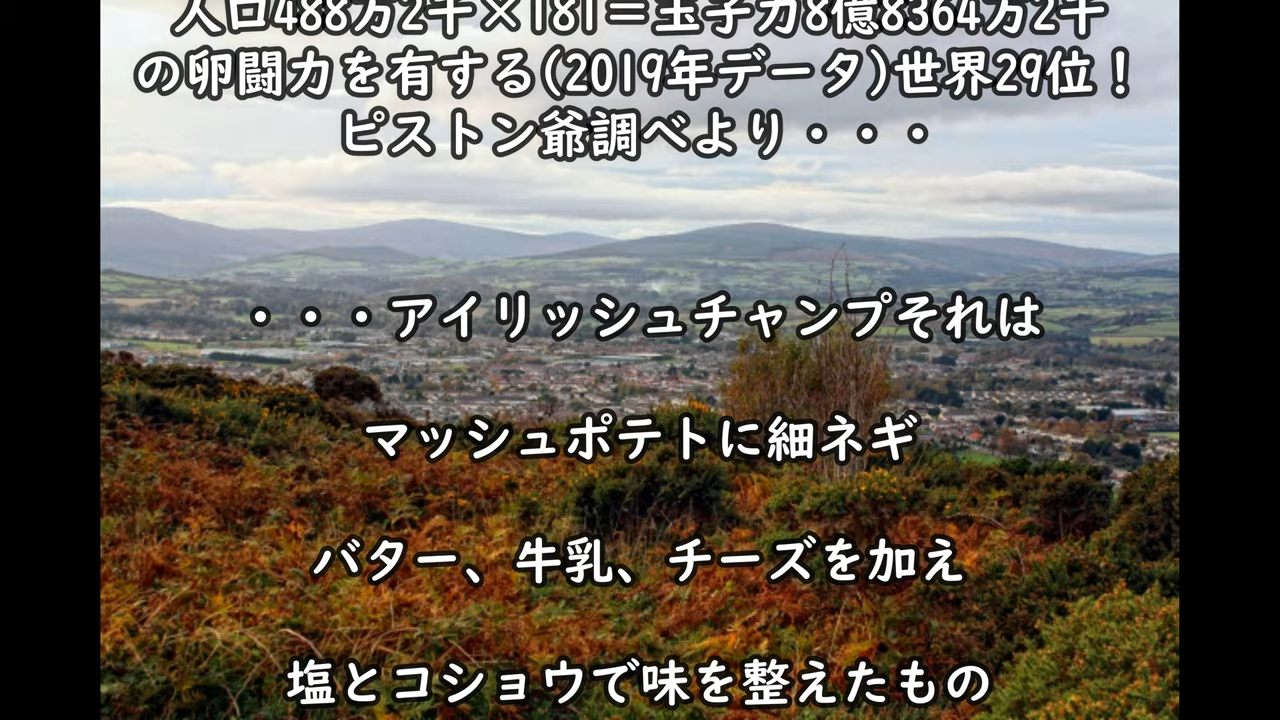 人口488万2千×181＝玉子力8億8364万2千
の卵闘力を有する(2019年データ)世界29位！
ピストン爺調べより・・・
・・・アイリッシュチャンプそれは
マッシュポテトに細ネギ
バター、牛乳、チーズを加え
塩とコショウで味を整えたもの